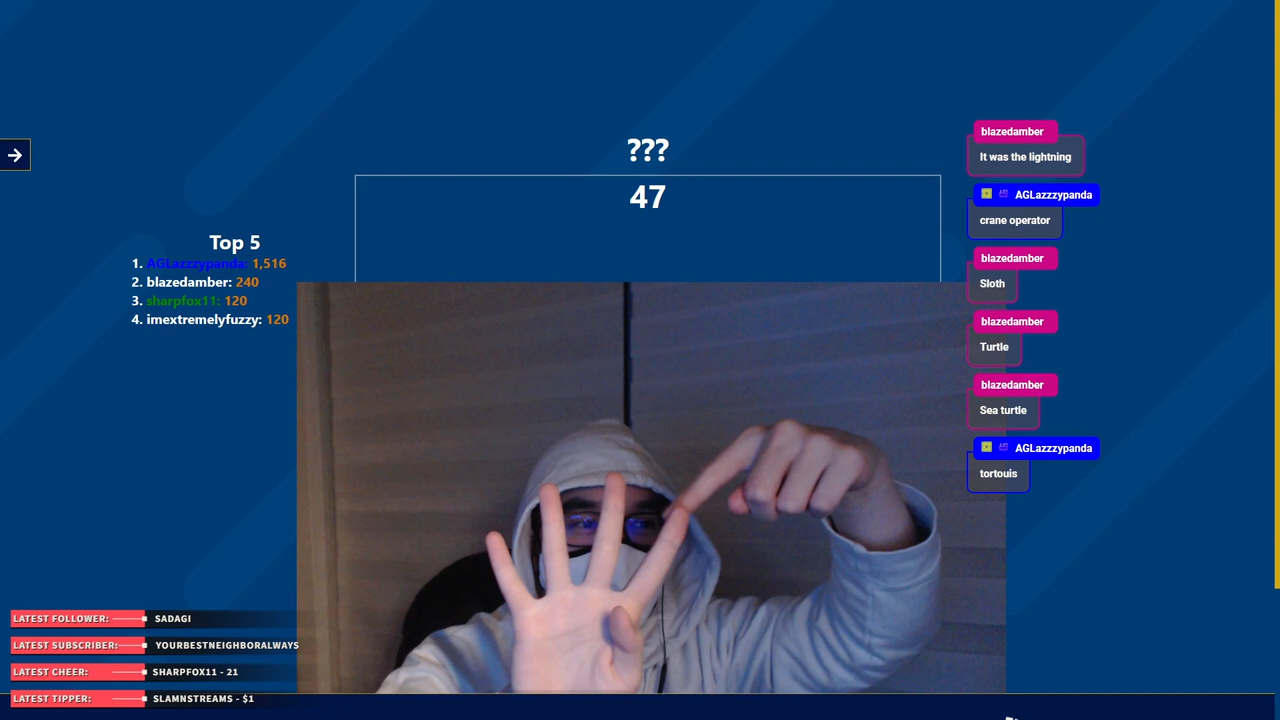 ???
47
Top 5
1. AGLazzzypanda: 1,516
2. blazedamber: 240
3. sharpfox11: 120
4. imextremelyfuzzy: 120
blazedamber
It was the lightning
AGLazzzypanda
crane operator
blazedamber
Sloth
blazedamber
Turtle
blazedamber
Sea turtle
AGLazzzypanda
tortouis
LATEST FOLLOWER: SADAGI
LATEST SUBSCRIBER: YOURBESTNEIGHBORALWAYS
LATEST CHEER: SHARPFOX11 - 21
LATEST TIPPER: SLAMNSTREAMS - $1